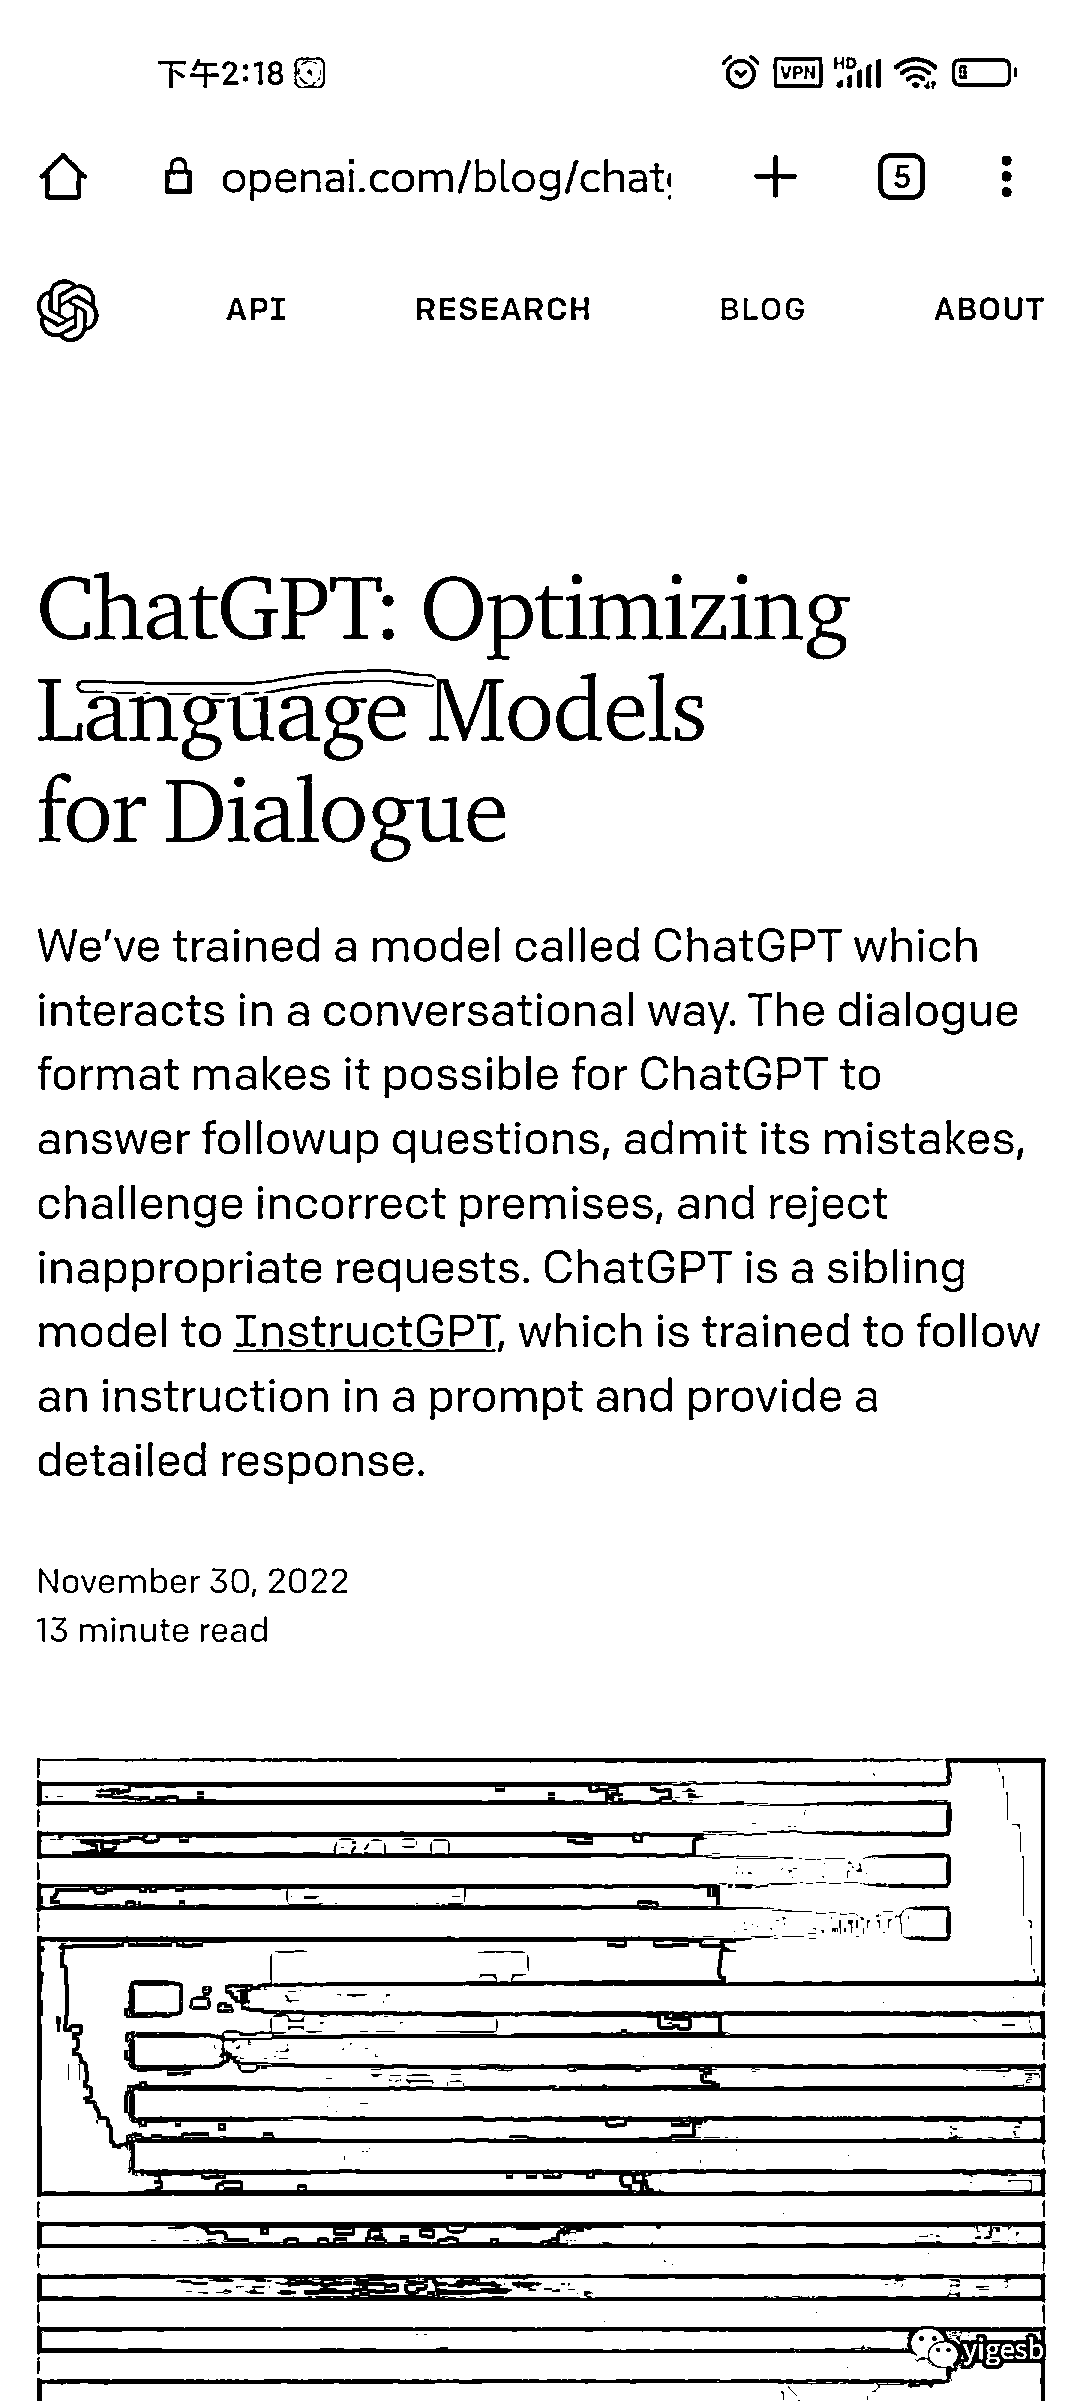 下午2:18
VPN HD
openai.com/blog/chat
5
API RESEARCH BLOG ABOUT
ChatGPT: Optimizing
Language Models
for Dialogue
We’ve trained a model called ChatGPT which
interacts in a conversational way. The dialogue
format makes it possible for ChatGPT to
answer followup questions, admit its mistakes,
challenge incorrect premises, and reject
inappropriate requests. ChatGPT is a sibling
model to InstructGPT, which is trained to follow
an instruction in a prompt and provide a
detailed response.
November 30, 2022
13 minute read
yigesb